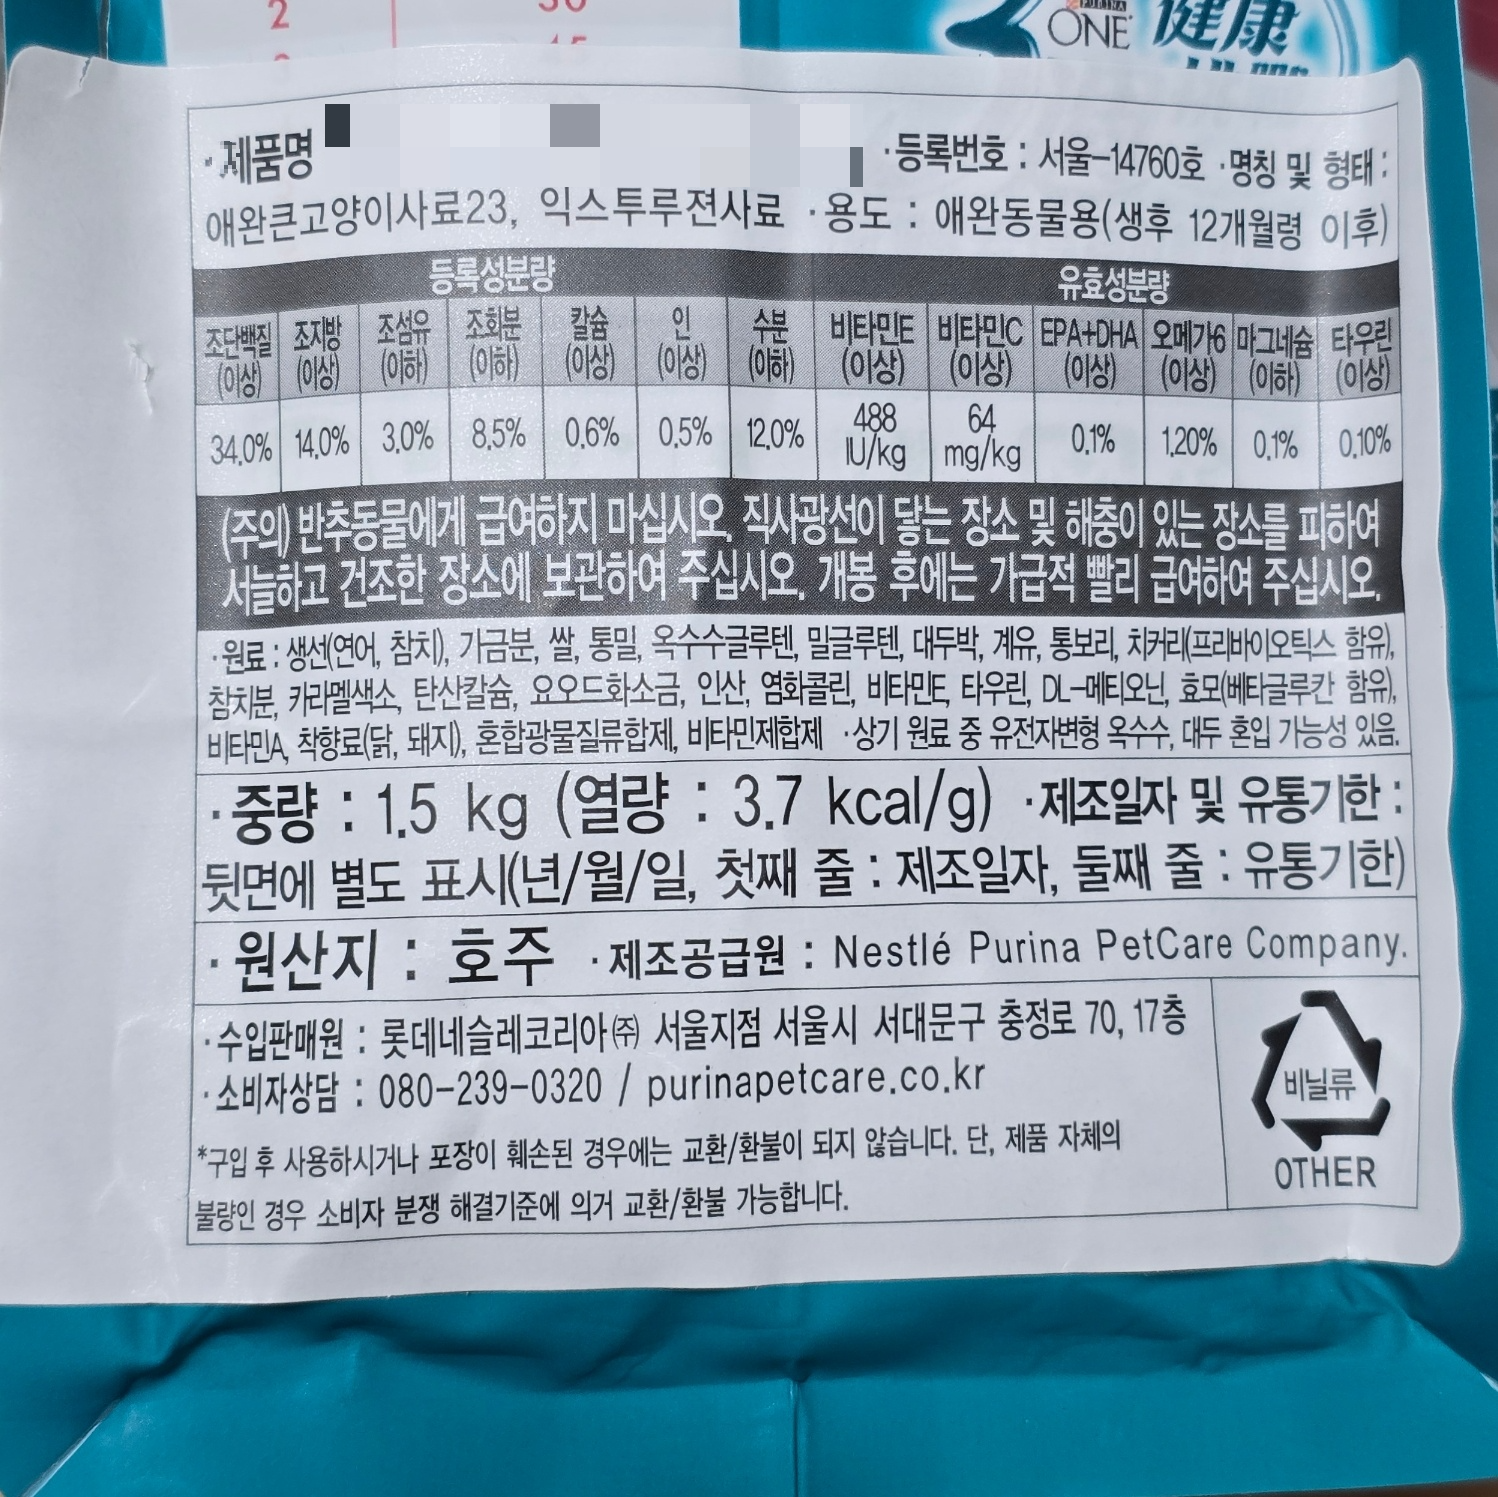 2
30
PURINA
ONE
健康
· 제품명
· 등록번호 : 서울-14760호 · 명칭 및 형태 :
애완큰고양이사료23, 익스투루젼사료 · 용도 : 애완동물용(생후 12개월령 이후)
등록성분량 유효성분량
조단백질 (이상) 조지방 (이상) 조섬유 (이하) 조회분 (이하) 칼슘 (이상) 인 (이상) 수분 (이하) 비타민E (이상) 비타민C (이상) EPA+DHA (이상) 오메가6 (이상) 마그네슘 (이하) 타우린 (이상)
34.0% 14.0% 3.0% 8.5% 0.6% 0.5% 12.0% 488 IU/kg 64 mg/kg 0.1% 1.20% 0.1% 0.10%
(주의) 반추동물에게 급여하지 마십시오. 직사광선이 닿는 장소 및 해충이 있는 장소를 피하여
서늘하고 건조한 장소에 보관하여 주십시오. 개봉 후에는 가급적 빨리 급여하여 주십시오.
· 원료 : 생선(연어, 참치), 가금분, 쌀, 통밀, 옥수수글루텐, 밀글루텐, 대두박, 계유, 통보리, 치커리(프리바이오틱스 함유),
참치분, 카라멜색소, 탄산칼슘, 요오드화소금, 인산, 염화콜린, 비타민E, 타우린, DL-메티오닌, 효모(베타글루칸 함유),
비타민A, 착향료(닭, 돼지), 혼합광물질류합제, 비타민제합제 · 상기 원료 중 유전자변형 옥수수, 대두 혼입 가능성 있음.
· 중량 : 1.5 kg (열량 : 3.7 kcal/g) · 제조일자 및 유통기한 :
뒷면에 별도 표시(년/월/일, 첫째 줄 : 제조일자, 둘째 줄 : 유통기한)
· 원산지 : 호주 · 제조공급원 : Nestlé Purina PetCare Company.
· 수입판매원 : 롯데네슬레코리아㈜ 서울지점 서울시 서대문구 충정로 70, 17층
· 소비자상담 : 080-239-0320 / purinapetcare.co.kr
*구입 후 사용하시거나 포장이 훼손된 경우에는 교환/환불이 되지 않습니다. 단, 제품 자체의
불량인 경우 소비자 분쟁 해결기준에 의거 교환/환불 가능합니다.
비닐류
OTHER